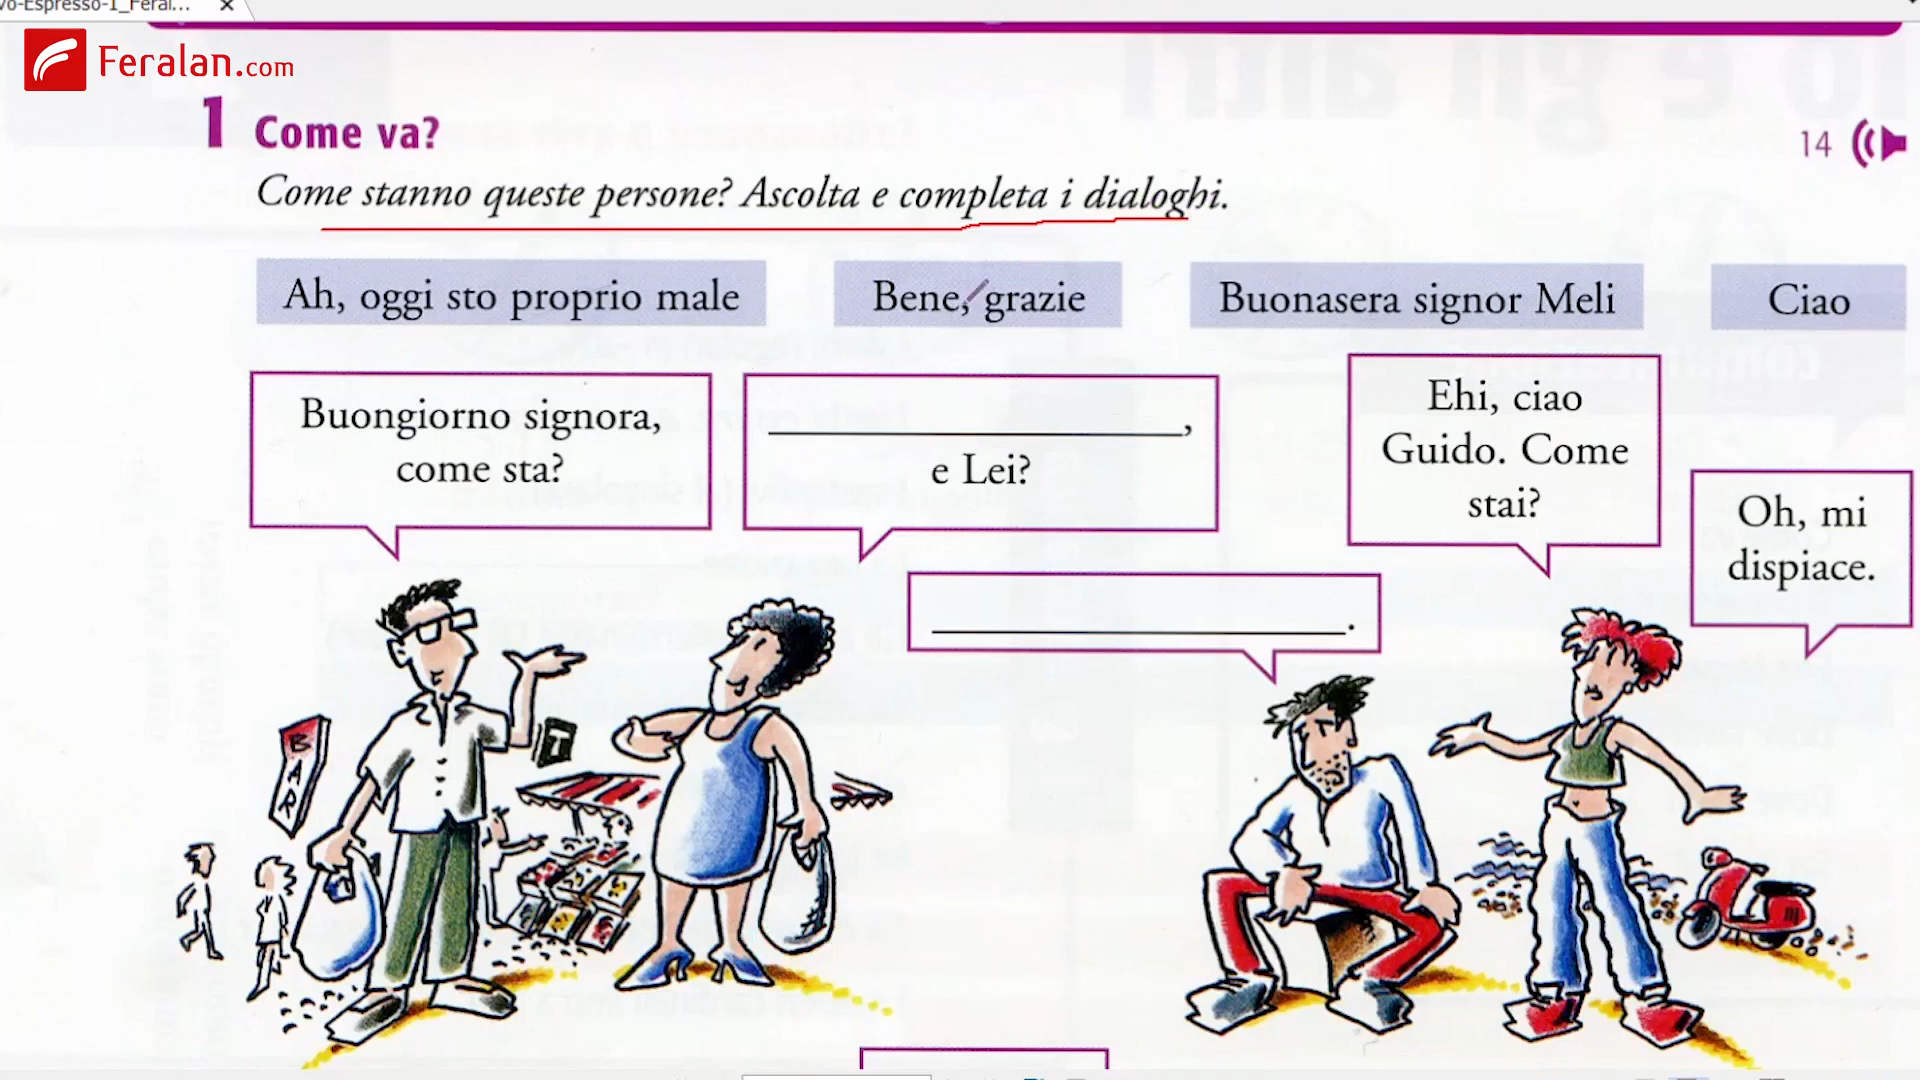 vo-Espresso-1_Feral... ×
Feralan.com
1 Come va?
14
Come stanno queste persone? Ascolta e completa i dialoghi.
Ah, oggi sto proprio male
Bene, grazie
Buonasera signor Meli
Ciao
Buongiorno signora,
come sta?
____________________,
e Lei?
Ehi, ciao
Guido. Come
stai?
Oh, mi
dispiace.
____________________.
BAR
T